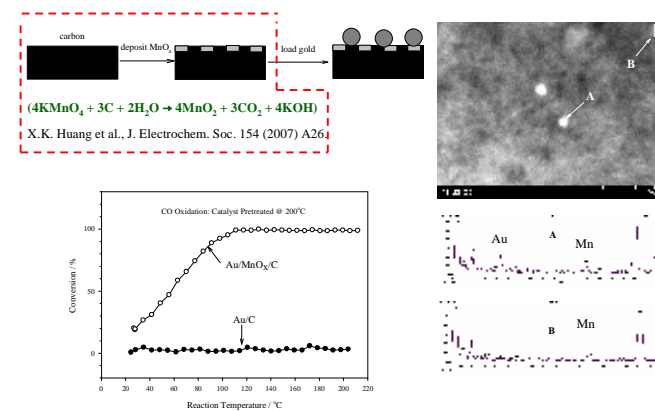 carbon
deposit MnOx
load gold
(4KMnO4 + 3C + 2H2O → 4MnO2 + 3CO2 + 4KOH)
X.K. Huang et al., J. Electrochem. Soc. 154 (2007) A26.
B
A
CO Oxidation: Catalyst Pretreated @ 200°C
100
50
0
Conversion / %
Au/MnOX/C
Au/C
0 20 40 60 80 100 120 140 160 180 200 220
Reaction Temperature / °C
A
Au
Mn
B
Mn